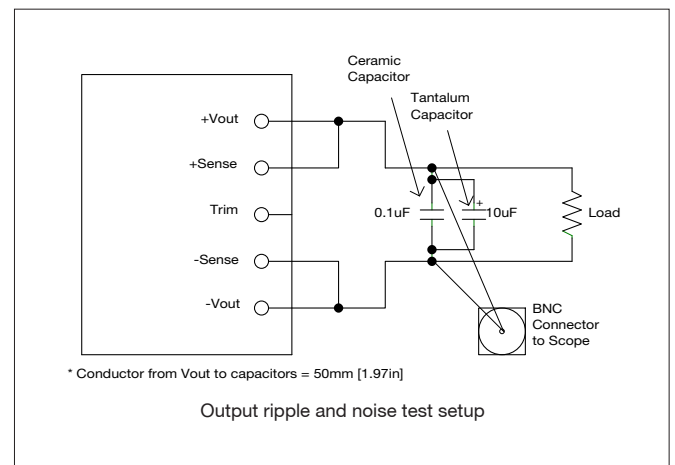 Ceramic
Capacitor
Tantalum
Capacitor
+Vout
+Sense
Trim
-Sense
-Vout
0.1uF
+
10uF
Load
BNC
Connector
to Scope
* Conductor from Vout to capacitors = 50mm [1.97in]
Output ripple and noise test setup